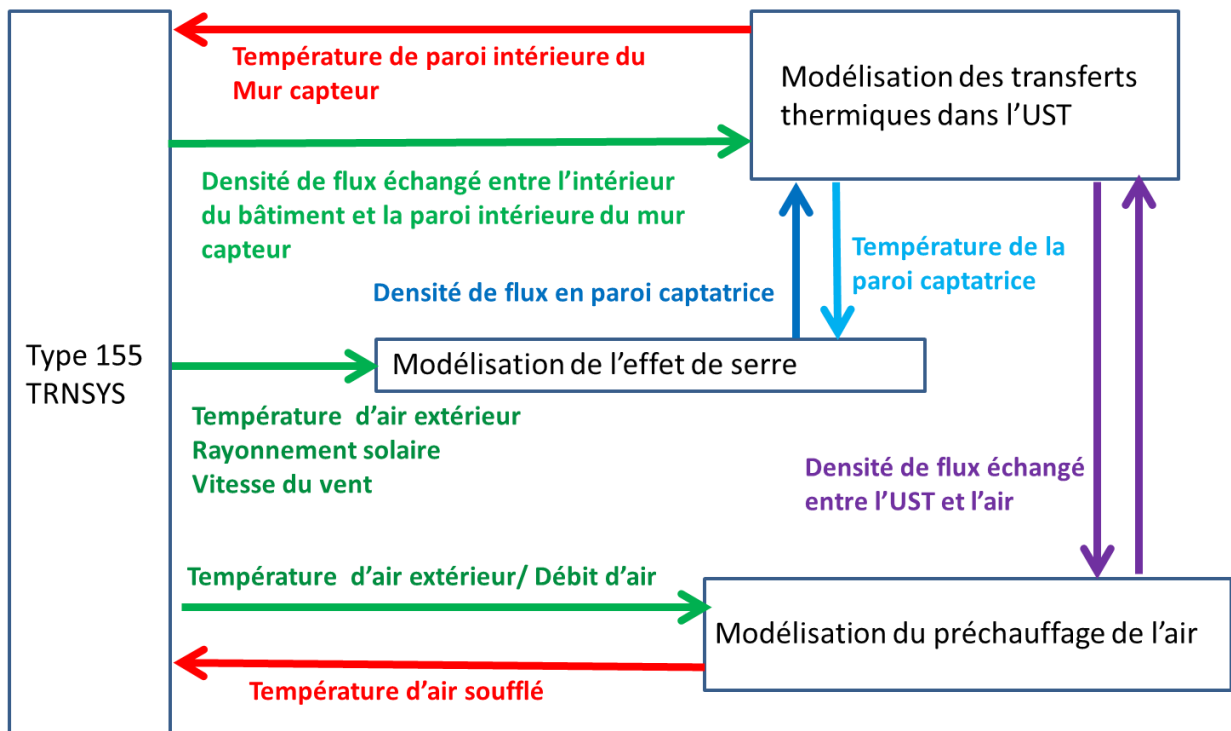 Température de paroi intérieure du
Mur capteur
Modélisation des transferts
thermiques dans l’UST
Densité de flux échangé entre l’intérieur
du bâtiment et la paroi intérieure du mur
capteur
Température de la
paroi captatrice
Densité de flux en paroi captatrice
Type 155
TRNSYS
Modélisation de l’effet de serre
Température  d’air extérieur
Rayonnement solaire
Vitesse du vent
Densité de flux échangé
entre l’UST et l’air
Température  d’air extérieur/ Débit d’air
Modélisation du préchauffage de l’air
Température d’air soufflé